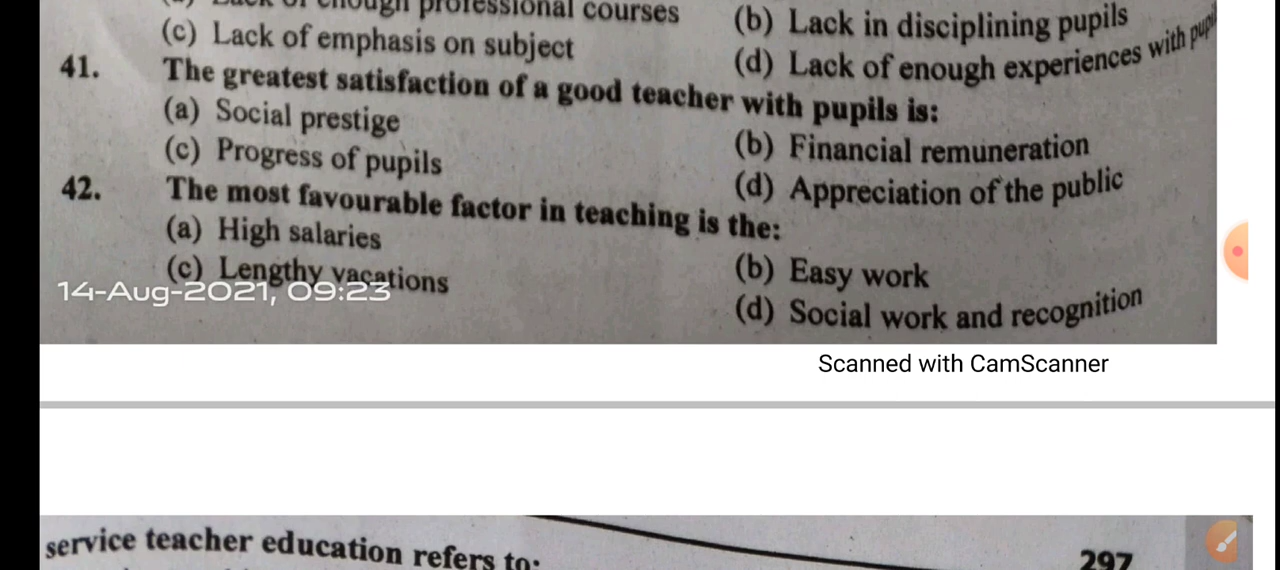 enough professional courses (b) Lack in disciplining pupils
(c) Lack of emphasis on subject (d) Lack of enough experiences with
41. The greatest satisfaction of a good teacher with pupils is:
(a) Social prestige (b) Financial remuneration
(c) Progress of pupils (d) Appreciation of the public
42. The most favourable factor in teaching is the:
(a) High salaries (b) Easy work
(c) Lengthy vacations (d) Social work and recognition
14-Aug-2021, 09:23
Scanned with CamScanner
service teacher education refers to:
297